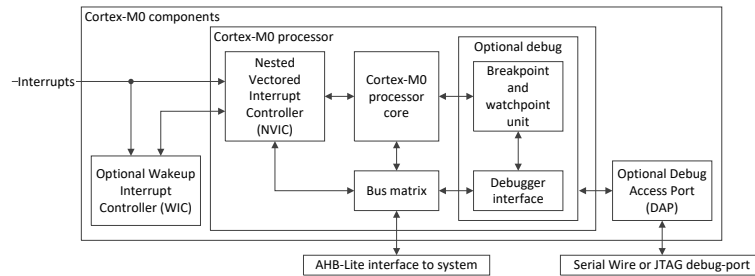 Cortex-M0 components
Cortex-M0 processor
Optional debug
Interrupts
Nested
Vectored
Interrupt
Controller
(NVIC)
Cortex-M0
processor
core
Breakpoint
and
watchpoint
unit
Optional Wakeup
Interrupt
Controller (WIC)
Bus matrix
Debugger
interface
Optional Debug
Access Port
(DAP)
AHB-Lite interface to system
Serial Wire or JTAG debug-port